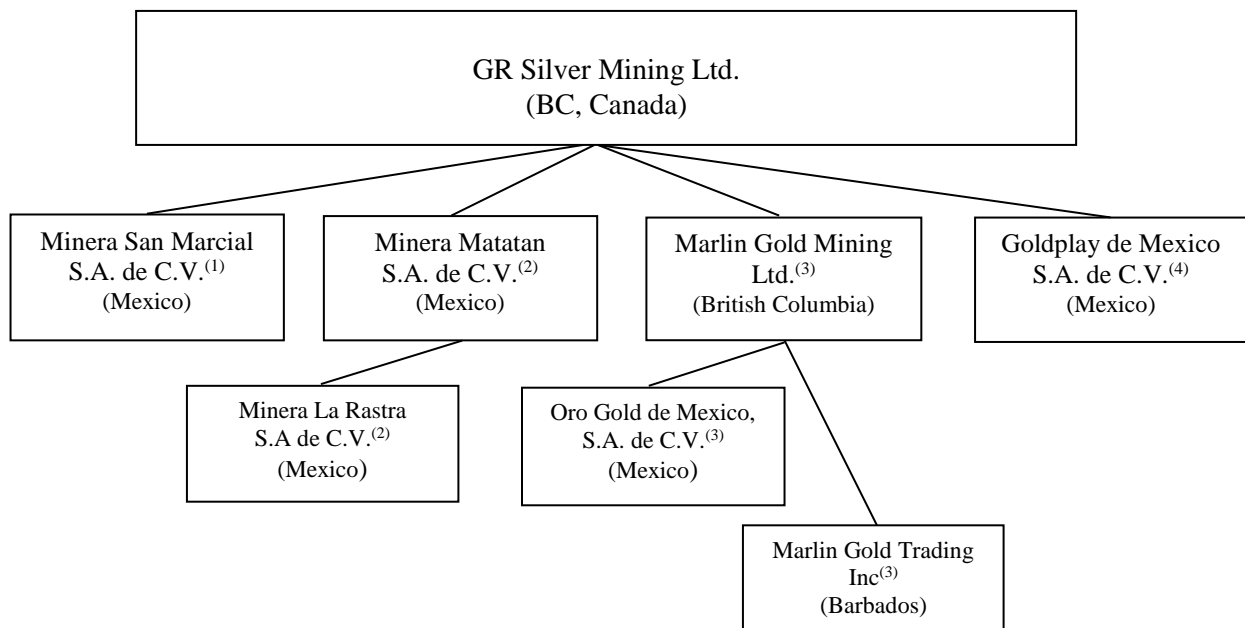 GR Silver Mining Ltd.
(BC, Canada)
Minera San Marcial
S.A. de C.V.(1)
(Mexico)
Minera Matatan
S.A. de C.V.(2)
(Mexico)
Marlin Gold Mining
Ltd.(3)
(British Columbia)
Goldplay de Mexico
S.A. de C.V.(4)
(Mexico)
Minera La Rastra
S.A de C.V.(2)
(Mexico)
Oro Gold de Mexico,
S.A. de C.V.(3)
(Mexico)
Marlin Gold Trading
Inc(3)
(Barbados)